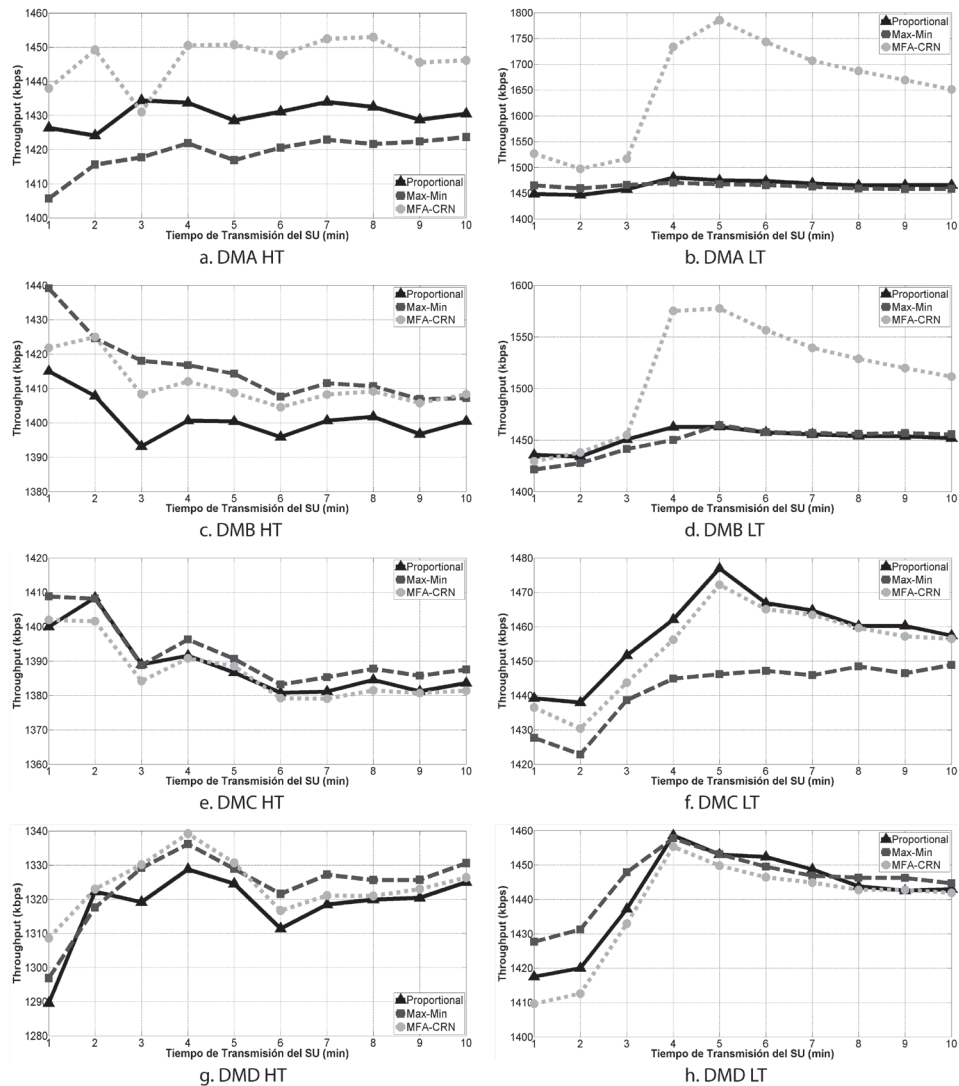 Throughput (kbps)
1460
1450
1440
1430
1420
1410
1400
Proportional
Max-Min
MFA-CRN
1 2 3 4 5 6 7 8 9 10
Tiempo de Transmisión del SU (min)
a. DMA HT
Throughput (kbps)
1800
1750
1700
1650
1600
1550
1500
1450
1400
Proportional
Max-Min
MFA-CRN
1 2 3 4 5 6 7 8 9 10
Tiempo de Transmisión del SU (min)
b. DMA LT
Throughput (kbps)
1440
1430
1420
1410
1400
1390
1380
Proportional
Max-Min
MFA-CRN
1 2 3 4 5 6 7 8 9 10
Tiempo de Transmisión del SU (min)
c. DMB HT
Throughput (kbps)
1600
1550
1500
1450
1400
Proportional
Max-Min
MFA-CRN
1 2 3 4 5 6 7 8 9 10
Tiempo de Transmisión del SU (min)
d. DMB LT
Throughput (kbps)
1420
1410
1400
1390
1380
1370
1360
Proportional
Max-Min
MFA-CRN
1 2 3 4 5 6 7 8 9 10
Tiempo de Transmisión del SU (min)
e. DMC HT
Throughput (kbps)
1480
1470
1460
1450
1440
1430
1420
Proportional
Max-Min
MFA-CRN
1 2 3 4 5 6 7 8 9 10
Tiempo de Transmisión del SU (min)
f. DMC LT
Throughput (kbps)
1340
1330
1320
1310
1300
1290
1280
Proportional
Max-Min
MFA-CRN
1 2 3 4 5 6 7 8 9 10
Tiempo de Transmisión del SU (min)
g. DMD HT
Throughput (kbps)
1460
1450
1440
1430
1420
1410
1400
Proportional
Max-Min
MFA-CRN
1 2 3 4 5 6 7 8 9 10
Tiempo de Transmisión del SU (min)
h. DMD LT